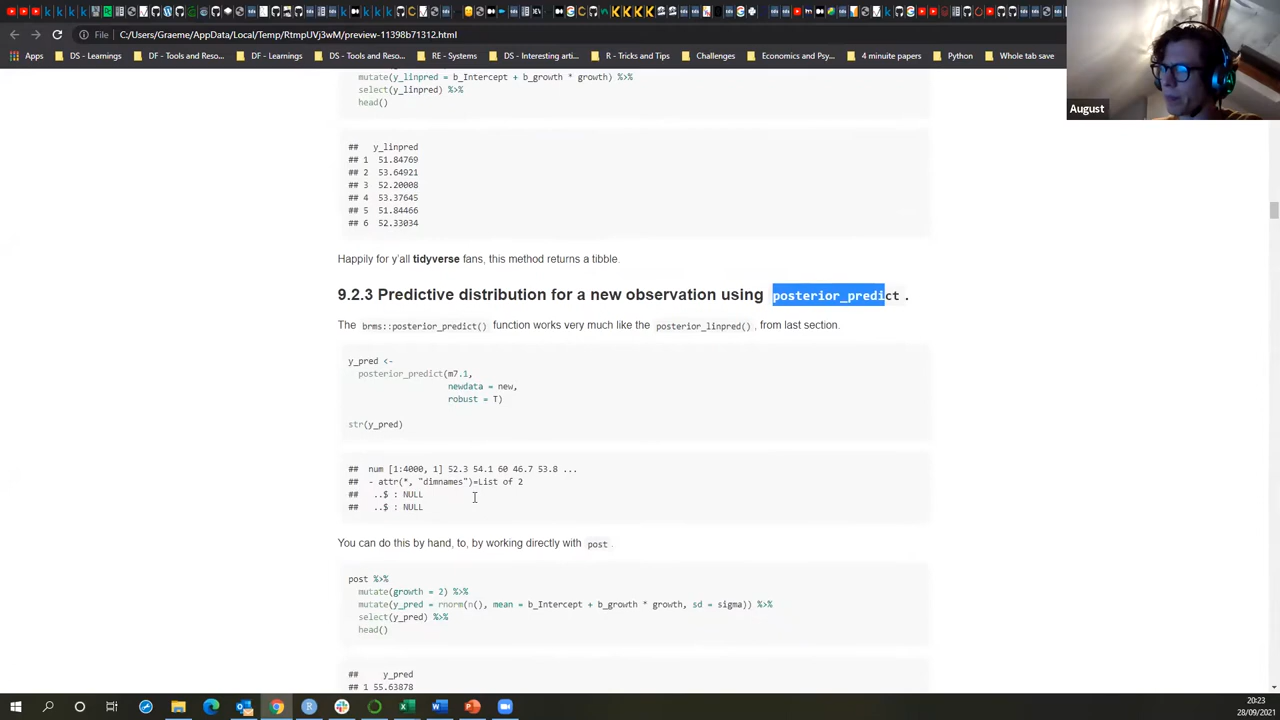 File
C:/Users/Graeme/AppData/Local/Temp/RtmpUVj3wM/preview-11398b71312.html
Apps
DS - Learnings
DF - Tools and Reso...
DF - Learnings
DS - Tools and Reso...
RE - Systems
DS - Interesting arti...
R - Tricks and Tips
Challenges
Economics and Psy...
4 minuite papers
Python
Whole tab save
August
mutate(y_linpred = b_Intercept + b_growth * growth) %>%
select(y_linpred) %>%
head()
## y_linpred
## 1 51.84769
## 2 53.64921
## 3 52.20008
## 4 53.37645
## 5 51.84466
## 6 52.33034
Happily for y'all tidyverse fans, this method returns a tibble.
9.2.3 Predictive distribution for a new observation using posterior_predict .
The brms::posterior_predict() function works very much like the posterior_linpred(), from last section.
y_pred <-
posterior_predict(m7.1,
newdata = new,
robust = T)
str(y_pred)
## num [1:4000, 1] 52.3 54.1 60 46.7 53.8 ...
## - attr(*, "dimnames")=List of 2
## ..$ : NULL
## ..$ : NULL
You can do this by hand, to, by working directly with post .
post %>%
mutate(growth = 2) %>%
mutate(y_pred = rnorm(n(), mean = b_Intercept + b_growth * growth, sd = sigma)) %>%
select(y_pred) %>%
head()
## y_pred
## 1 55.63878
20:23
28/09/2021